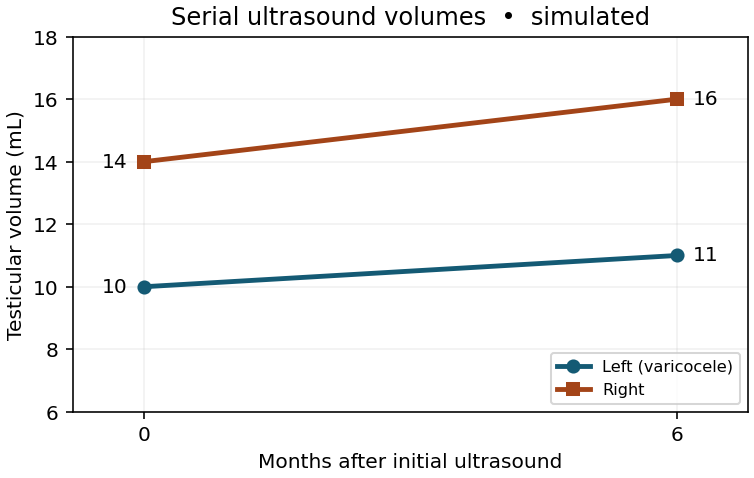 Serial ultrasound volumes • simulated
Testicular volume (mL)
18
16
14
12
10
8
6
14
16
10
11
Left (varicocele)
Right
0
6
Months after initial ultrasound